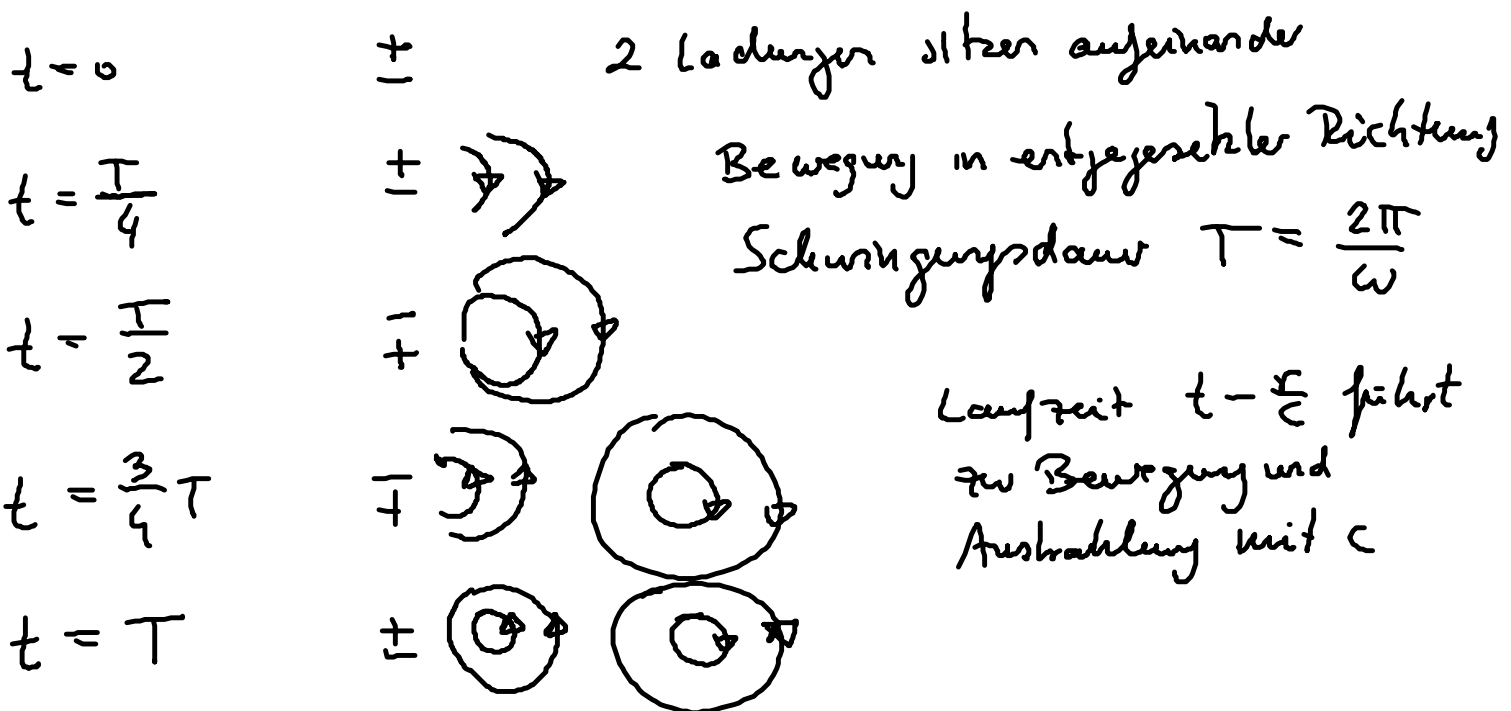 t = 0 ± 2 Ladungen sitzen aufeinander
t = T/4 ± Bewegung in entgegesetzter Richtung
Schwingungsdauer T = 2π/ω
t = T/2 ∓
Laufzeit t - r/c führt
t = 3/4 T ∓ zu Bewegung und
Ausstrahlung mit c
t = T ±